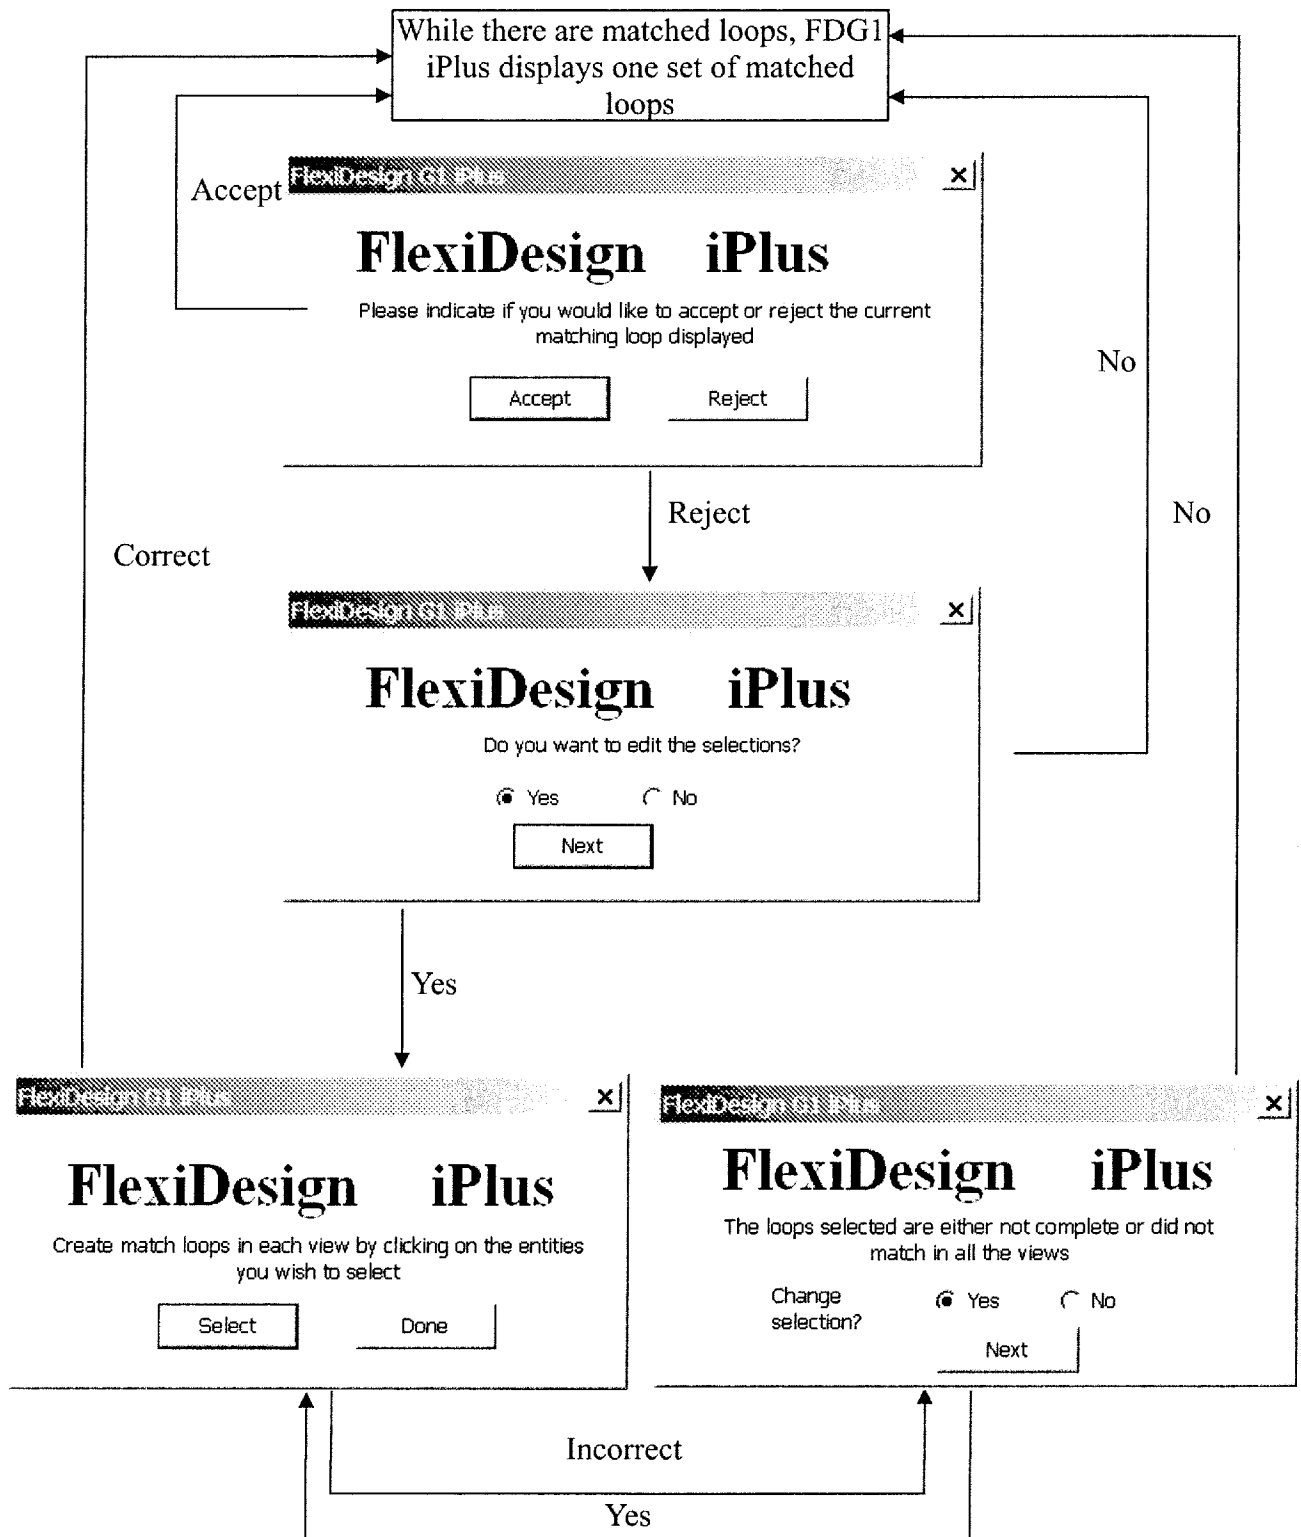 While there are matched loops, FDG1
iPlus displays one set of matched
loops
Accept
FlexiDesign G1 iPlus
FlexiDesign iPlus
Please indicate if you would like to accept or reject the current
matching loop displayed
Accept Reject
No
Reject
No
Correct
FlexiDesign G1 iPlus
FlexiDesign iPlus
Do you want to edit the selections?
Yes No
Next
Yes
FlexiDesign G1 iPlus
FlexiDesign iPlus
Create match loops in each view by clicking on the entities
you wish to select
Select Done
FlexiDesign G1 iPlus
FlexiDesign iPlus
The loops selected are either not complete or did not
match in all the views
Change
selection?
Yes No
Next
Incorrect
Yes